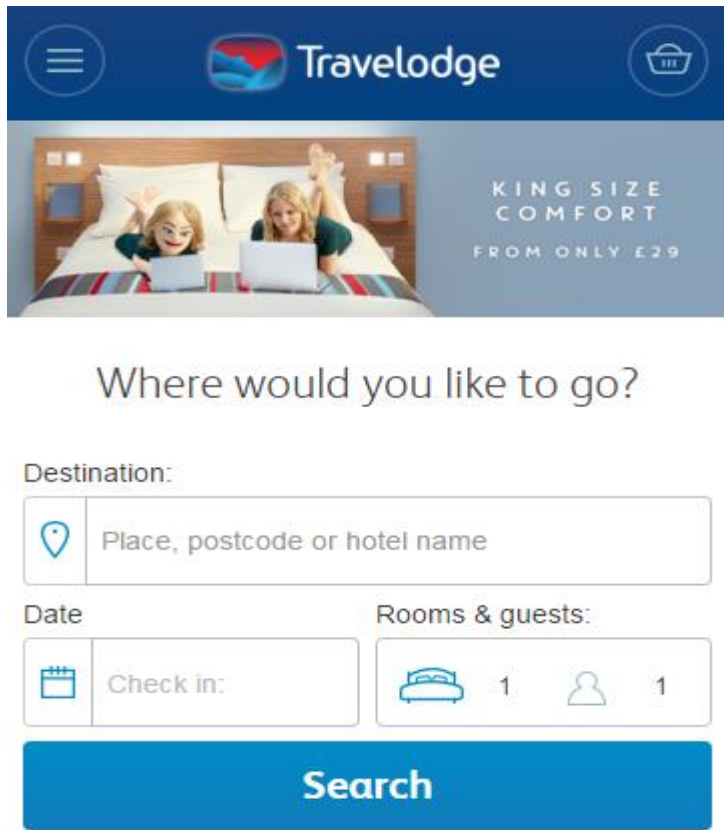 Travelodge
KING SIZE
COMFORT
FROM ONLY £29
Where would you like to go?
Destination:
Place, postcode or hotel name
Date
Rooms & guests:
Check in:
1
1
Search